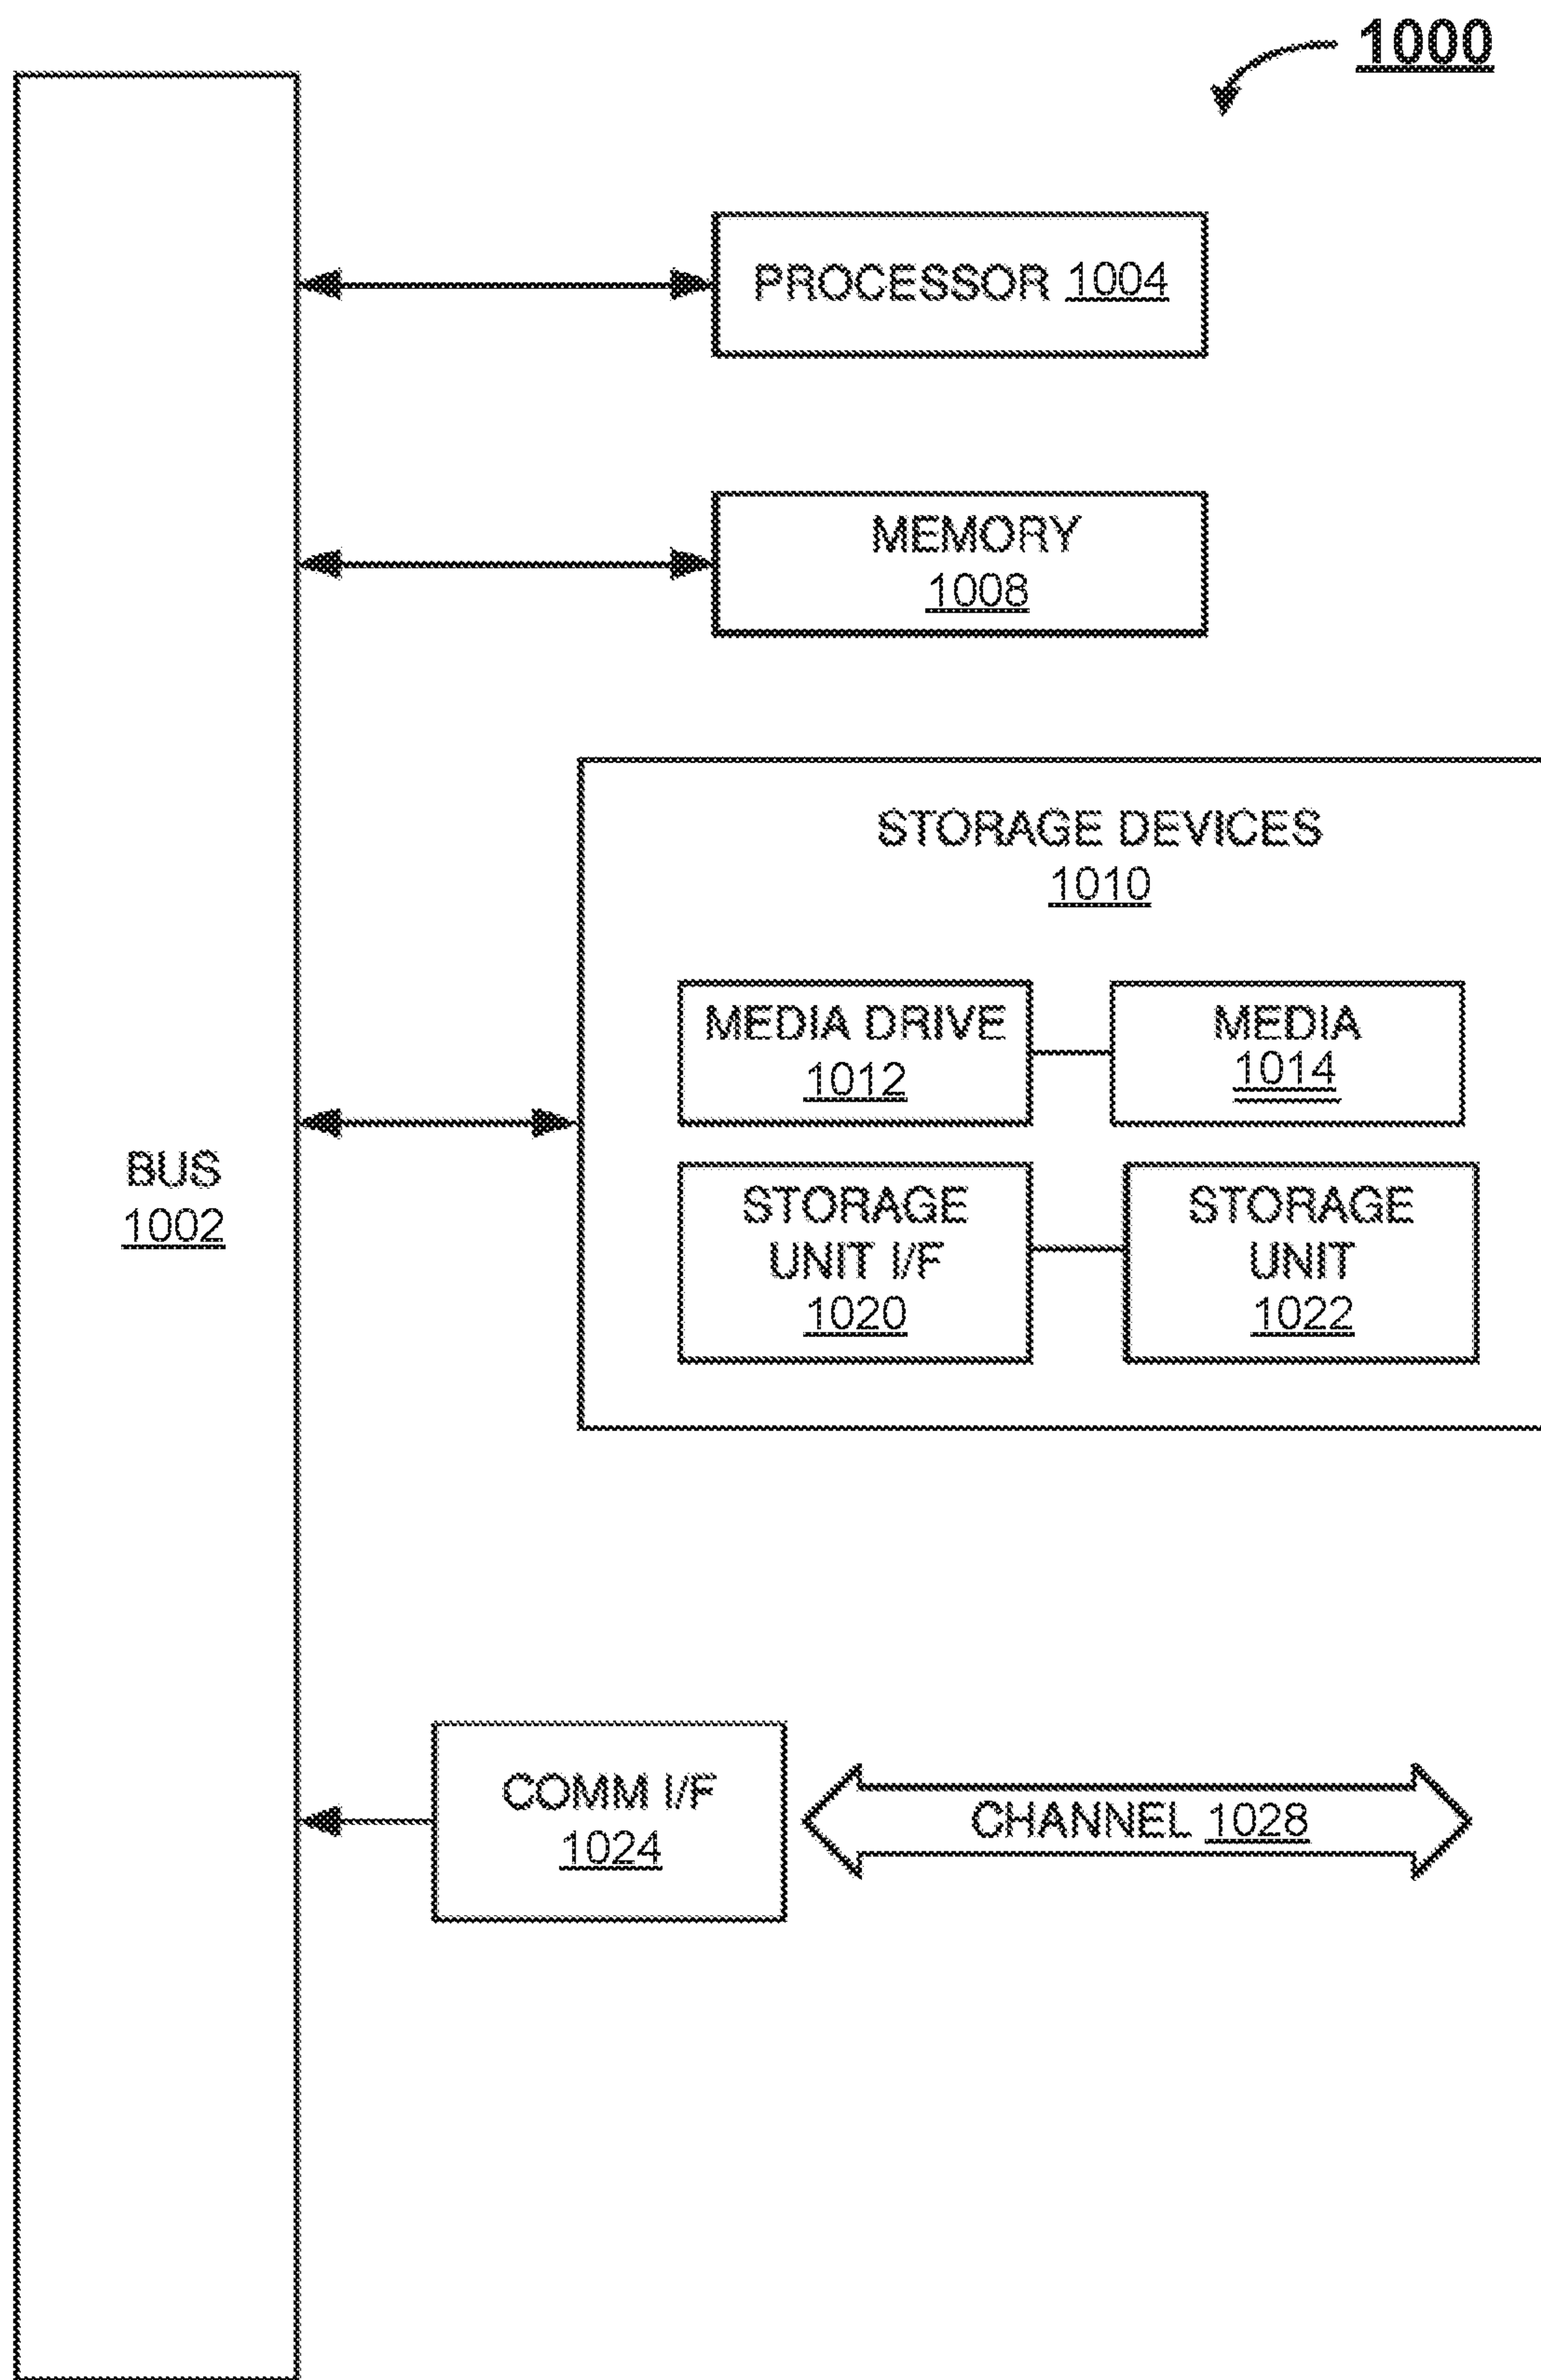 1000
PROCESSOR 1004
MEMORY
1008
STORAGE DEVICES
1010
MEDIA DRIVE
1012
MEDIA
1014
BUS
1002
STORAGE
UNIT I/F
1020
STORAGE
UNIT
1022
COMM I/F
1024
CHANNEL 1028